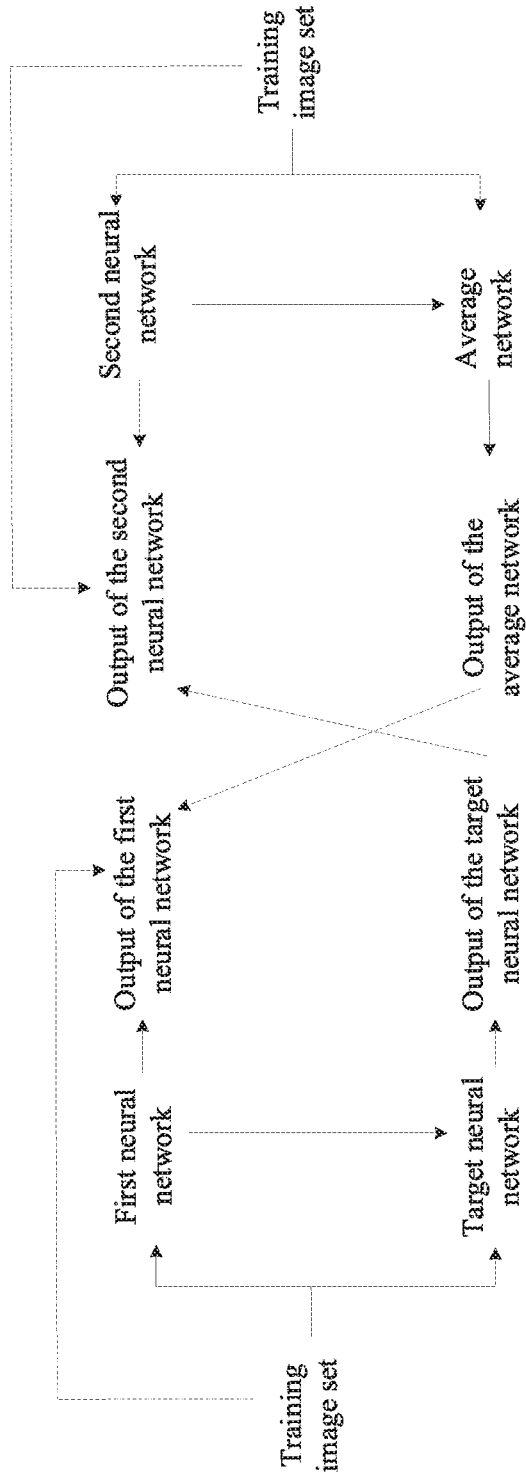 Training
image set
First neural
network
Output of the first
neural network
Output of the second
neural network
Second neural
network
Training
image set
Target neural
network
Output of the target
neural network
Output of the
average network
Average
network